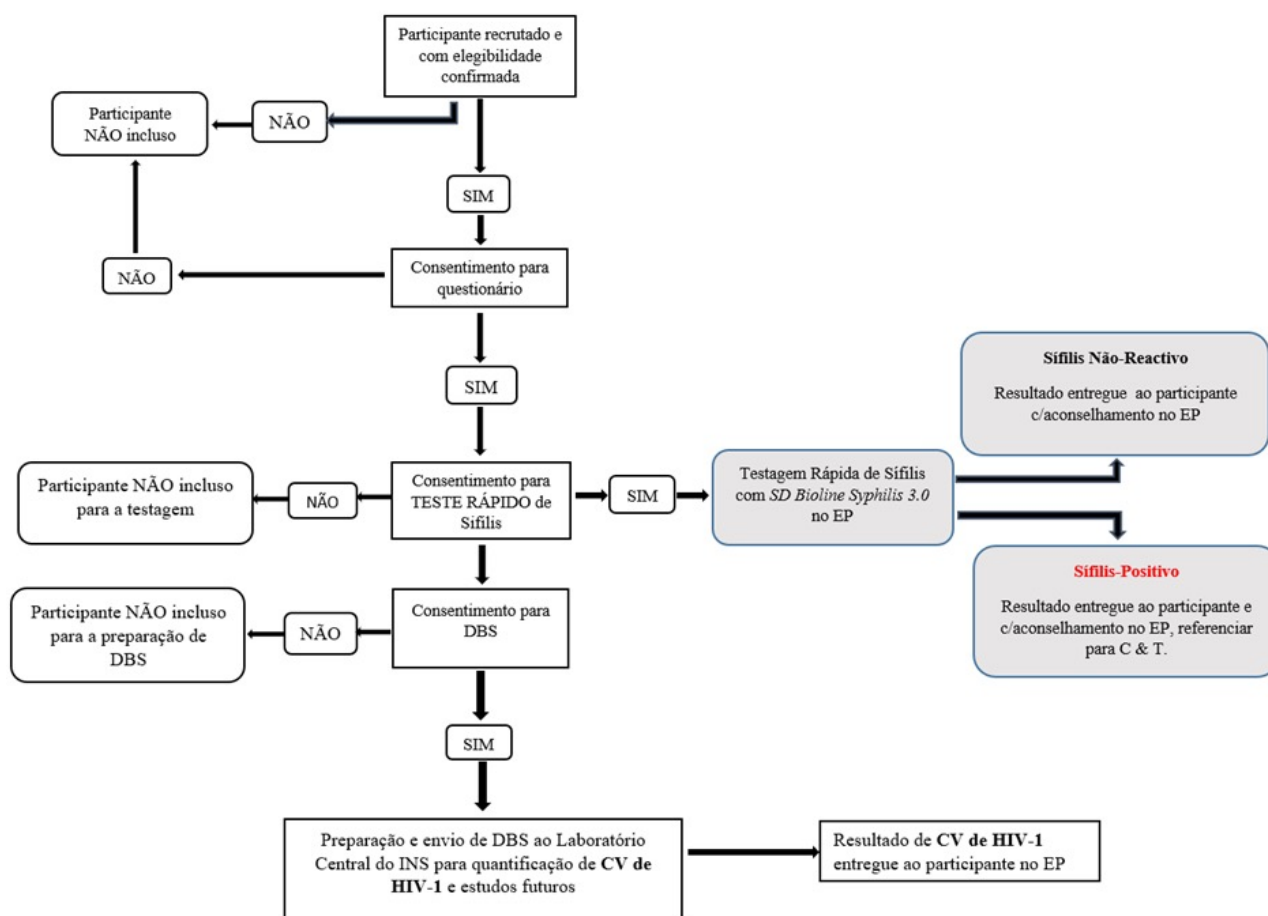 Participante recrutado e
com elegibilidade
confirmada
Participante
NÃO incluso
NÃO
SIM
NÃO
Consentimento para
questionário
SIM
Sífilis Não-Reactivo
Resultado entregue ao participante
c/aconselhamento no EP
Participante NÃO incluso
para a testagem
NÃO
Consentimento para
TESTE RÁPIDO de
Sifilis
SIM
Testagem Rápida de Sífilis
com SD Bioline Syphilis 3.0
no EP
Sífilis-Positivo
Resultado entregue ao participante e
c/aconselhamento no EP, referenciar
para C & T.
Participante NÃO incluso
para a preparação de
DBS
NÃO
Consentimento para
DBS
SIM
Preparação e envio de DBS ao Laboratório
Central do INS para quantificação de CV de
HIV-1 e estudos futuros
Resultado de CV de HIV-1
entregue ao participante no EP